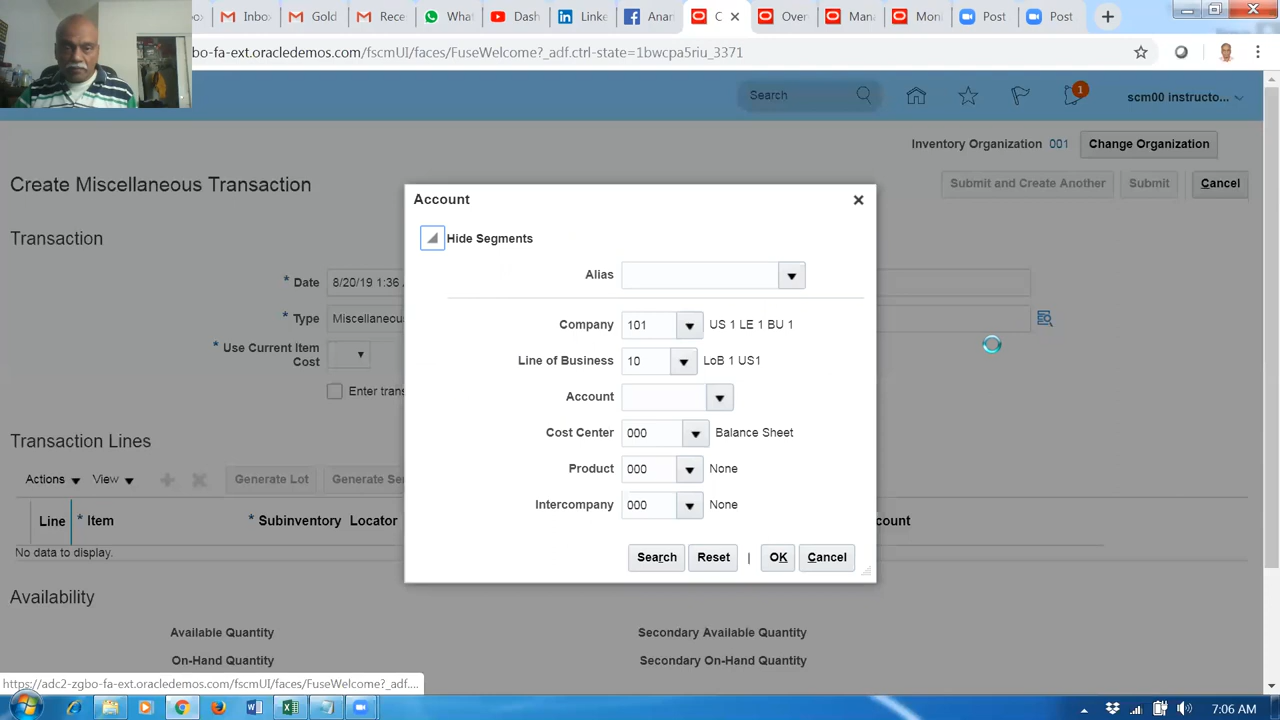 Inbo
Gold
Rece
Wha
Dash
Linke
Anan
C
Over
Mana
Mon
Post
Post
bo-fa-ext.oracledemos.com/fscmUI/faces/FuseWelcome?_adf.ctrl-state=1bwcpa5riu_3371
Search
1
scm00 instructo...
Inventory Organization 001 Change Organization
Create Miscellaneous Transaction
Submit and Create Another Submit Cancel
Transaction
* Date 8/20/19 1:36
* Type Miscellaneous
* Use Current Item
Cost
Enter trans
Transaction Lines
Actions View Generate Lot Generate Se
Line * Item * Subinventory Locator
ount
No data to display.
Availability
Available Quantity
Secondary Available Quantity
On-Hand Quantity
Secondary On-Hand Quantity
Account
Hide Segments
Alias
Company 101 US 1 LE 1 BU 1
Line of Business 10 LoB 1 US1
Account
Cost Center 000 Balance Sheet
Product 000 None
Intercompany 000 None
Search Reset | OK Cancel
https://adc2-zgbo-fa-ext.oracledemos.com/fscmUI/faces/FuseWelcome?_adf....
7:06 AM